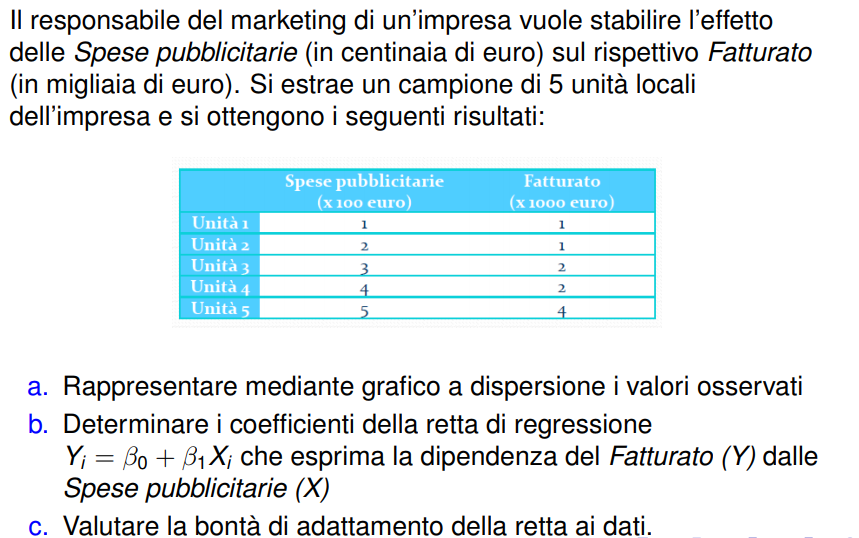 Il responsabile del marketing di un'impresa vuole stabilire l'effetto
delle Spese pubblicitarie (in centinaia di euro) sul rispettivo Fatturato
(in migliaia di euro). Si estrae un campione di 5 unità locali
dell'impresa e si ottengono i seguenti risultati:
Spese pubblicitarie Fatturato
(x 100 euro) (x 1000 euro)
Unità 1 1 1
Unità 2 2 1
Unità 3 3 2
Unità 4 4 2
Unità 5 5 4
a. Rappresentare mediante grafico a dispersione i valori osservati
b. Determinare i coefficienti della retta di regressione
Yᵢ = β₀ + β₁Xᵢ che esprima la dipendenza del Fatturato (Y) dalle
Spese pubblicitarie (X)
c. Valutare la bontà di adattamento della retta ai dati.